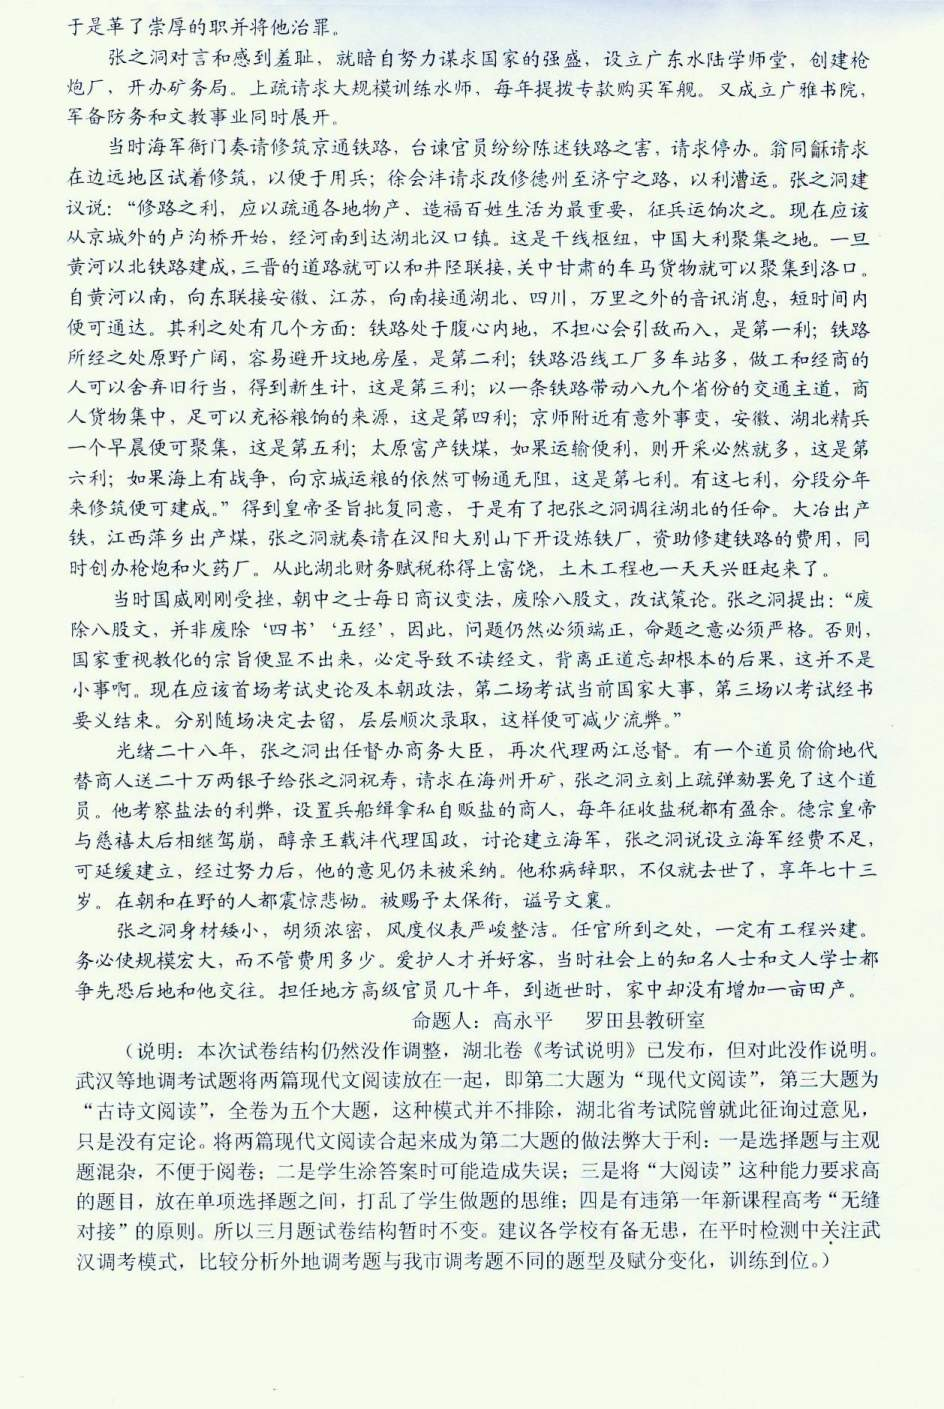 于是革了崇厚的职并将他治罪。
张之洞对言和感到羞耻，就暗自努力谋求国家的强盛，设立广东水陆学师堂，创建枪
炮厂，开办矿务局。上疏请求大规模训练水师，每年提拨专款购买军舰。又成立广雅书院，
军备防务和文教事业同时展开。
当时海军衙门奏请修筑京通铁路，台谏官员纷纷陈述铁路之害，请求停办。翁同龢请求
在边远地区试着修筑，以便于用兵；徐会沣请求改修德州至济宁之路，以利漕运。张之洞建
议说：“修路之利，应以疏通各地物产、造福百姓生活为最重要，征兵运饷次之。现在应该
从京城外的卢沟桥开始，经河南到达湖北汉口镇。这是干线枢纽，中国大利聚集之地。一旦
黄河以北铁路建成，三晋的道路就可以和井陉联接，关中甘肃的车马货物就可以聚集到洛口。
自黄河以南，向东联接安徽、江苏，向南接通湖北、四川，万里之外的音讯消息，短时间内
便可通达。其利之处有几个方面：铁路处于腹心内地，不担心会引敌而入，是第一利；铁路
所经之处原野广阔，容易避开坟地房屋，是第二利；铁路沿线工厂多车站多，做工和经商的
人可以舍弃旧行当，得到新生计，这是第三利；以一条铁路带动八九个省份的交通主道，商
人货物集中，足可以充裕粮饷的来源，这是第四利；京师附近有意外事变，安徽、湖北精兵
一个早晨便可聚集，这是第五利；太原富产铁煤，如果运输便利，则开采必然就多，这是第
六利；如果海上有战争，向京城运粮的依然可畅通无阻，这是第七利。有这七利，分段分年
来修筑便可建成。”得到皇帝圣旨批复同意，于是有了把张之洞调往湖北的任命。大冶出产
铁，江西萍乡出产煤，张之洞就奏请在汉阳大别山下开设炼铁厂，资助修建铁路的费用，同
时创办枪炮和火药厂。从此湖北财务赋税称得上富饶，土木工程也一天天兴旺起来了。
当时国威刚刚受挫，朝中之士每日商议变法，废除八股文，改试策论。张之洞提出：“废
除八股文，并非废除‘四书’‘五经’，因此，问题仍然必须端正，命题之意必须严格。否则，
国家重视教化的宗旨便显不出来，必定导致不读经文，背离正道忘却根本的后果，这并不是
小事啊。现在应该首场考试史论及本朝政法，第二场考试当前国家大事，第三场以考试经书
要义结束。分别随场决定去留，层层顺次录取，这样便可减少流弊。”
光绪二十八年，张之洞出任督办商务大臣，再次代理两江总督。有一个道员偷偷地代
替商人送二十万两银子给张之洞祝寿，请求在海州开矿，张之洞立刻上疏弹劾罢免了这个道
员。他考察盐法的利弊，设置兵船缉拿私自贩盐的商人，每年征收盐税都有盈余。德宗皇帝
与慈禧太后相继驾崩，醇亲王载沣代理国政，讨论建立海军，张之洞说设立海军经费不足，
可延缓建立，经过努力后，他的意见仍未被采纳。他称病辞职，不仅就去世了，享年七十三
岁。在朝和在野的人都震惊悲恸。被赐予太保衔，谥号文襄。
张之洞身材矮小，胡须浓密，风度仪表严峻整洁。任官所到之处，一定有工程兴建。
务必使规模宏大，而不管费用多少。爱护人才并好客，当时社会上的知名人士和文人学士都
争先恐后地和他交往。担任地方高级官员几十年，到逝世时，家中却没有增加一亩田产。
命题人：高永平　罗田县教研室
（说明：本次试卷结构仍然没作调整，湖北卷《考试说明》已发布，但对此没作说明。
武汉等地调考试题将两篇现代文阅读放在一起，即第二大题为“现代文阅读”，第三大题为
“古诗文阅读”，全卷为五个大题，这种模式并不排除，湖北省考试院曾就此征询过意见，
只是没有定论。将两篇现代文阅读合起来成为第二大题的做法弊大于利：一是选择题与主观
题混杂，不便于阅卷；二是学生涂答案时可能造成失误；三是将“大阅读”这种能力要求高
的题目，放在单项选择题之间，打乱了学生做题的思维；四是有违第一年新课程高考“无缝
对接”的原则。所以三月题试卷结构暂时不变。建议各学校有备无患，在平时检测中关注武
汉调考模式，比较分析外地调考题与我市调考题不同的题型及赋分变化，训练到位。）